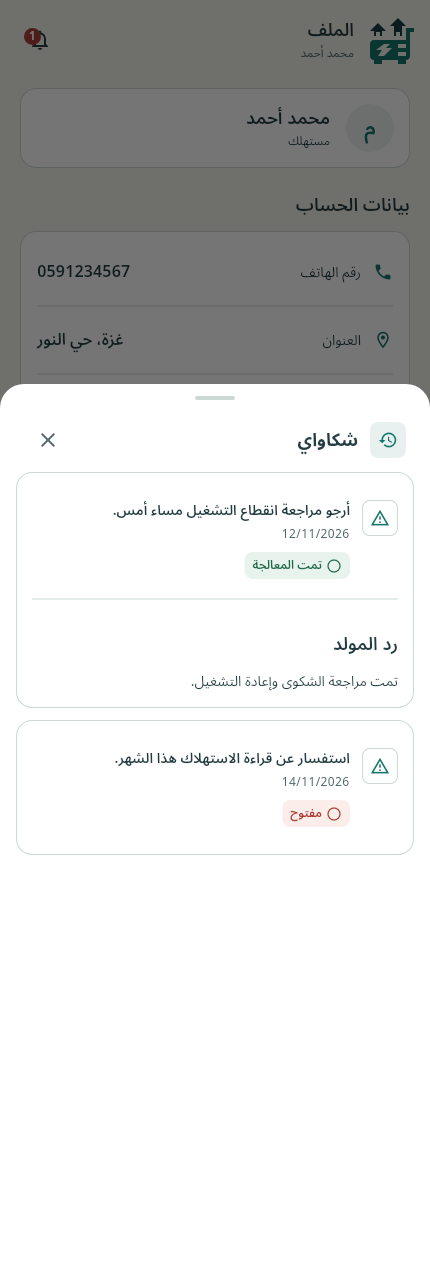 الملف
محمد أحمد
1
م
محمد أحمد
مستهلك
بيانات الحساب
رقم الهاتف
0591234567
العنوان
غزة، حي النور
شكاواي
أرجو مراجعة انقطاع التشغيل مساء أمس.
12/11/2026
تمت المعالجة
رد المولد
تمت مراجعة الشكوى وإعادة التشغيل.
استفسار عن قراءة الاستهلاك هذا الشهر.
14/11/2026
مفتوح